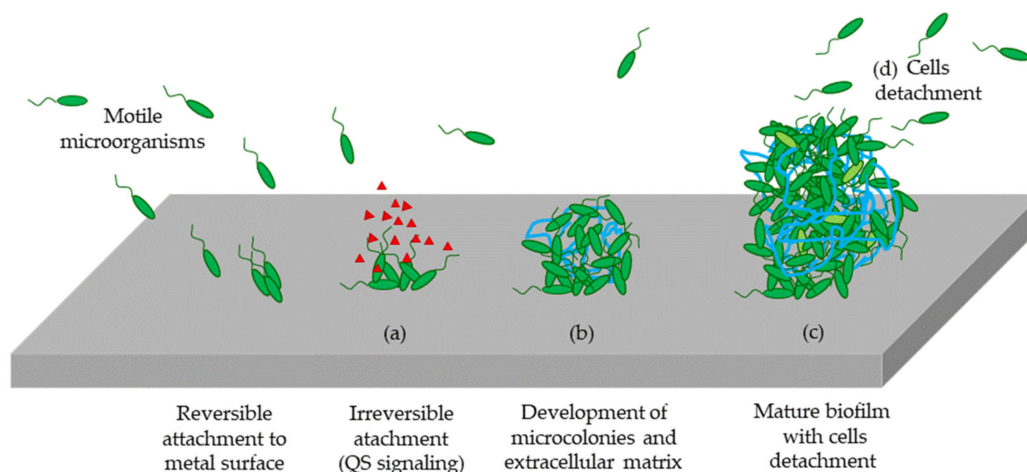 Motile
microorganisms
(d) Cells
detachment
(a)
(b)
(c)
Reversible
attachment to
metal surface
Irreversible
atachment
(QS signaling)
Development of
microcolonies and
extracellular matrix
Mature biofilm
with cells
detachment